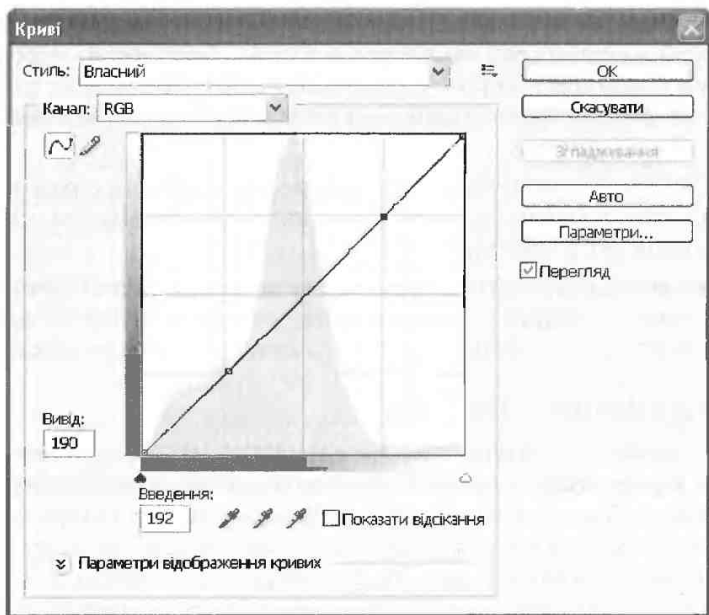 Криві
Стиль: Власний
OK
Канал: RGB
Скасувати
Згладжування
Авто
Параметри...
Перегляд
Вивід:
190
Введення:
192
Показати відсікання
Параметри відображення кривих